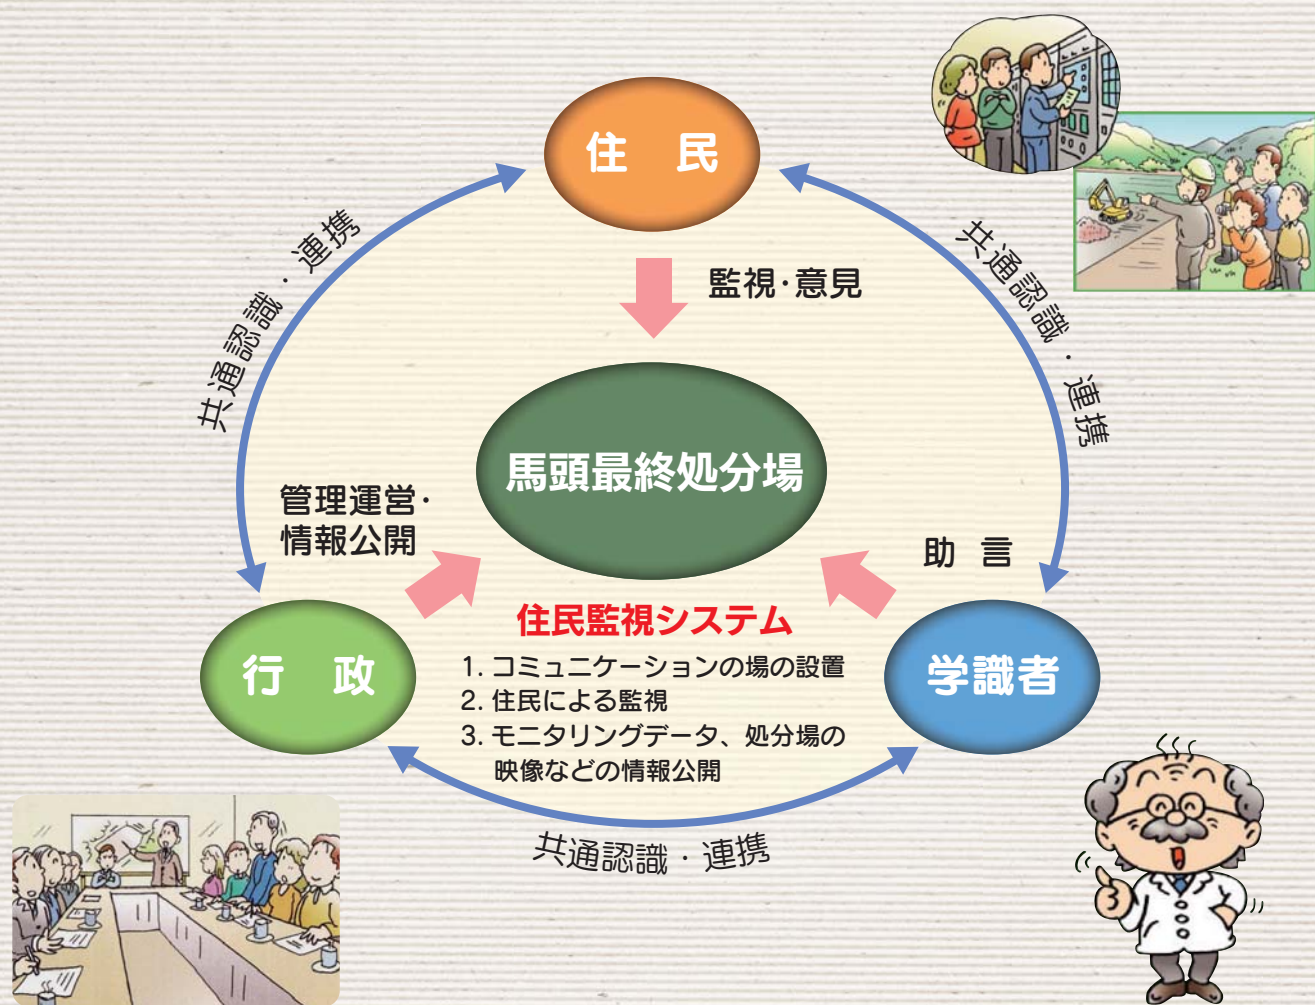 住　民
共通認識・連携
共通認識・連携
監視・意見
馬頭最終処分場
管理運営・
情報公開
助 言
住民監視システム
行　政
学識者
1. コミュニケーションの場の設置
2. 住民による監視
3. モニタリングデータ、処分場の
映像などの情報公開
共通認識・連携